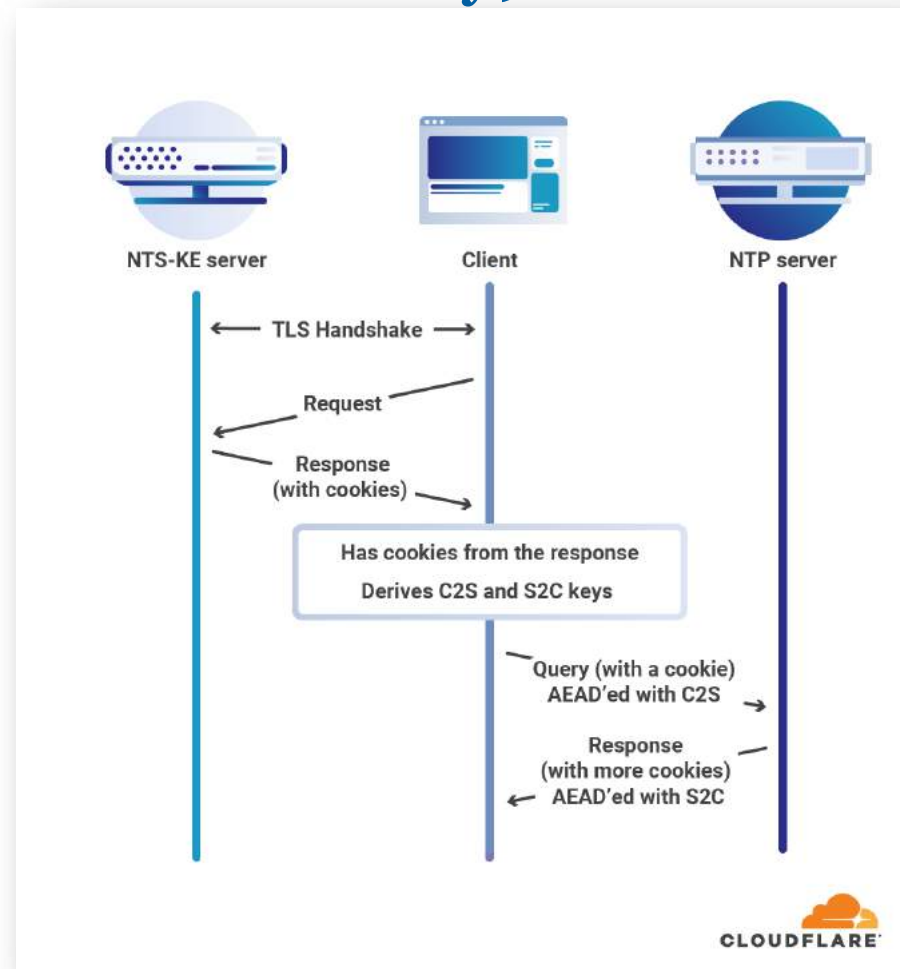 NTS-KE server
Client
NTP server
TLS Handshake
Request
Response
(with cookies)
Has cookies from the response
Derives C2S and S2C keys
Query (with a cookie)
AEAD'ed with C2S
Response
(with more cookies)
AEAD'ed with S2C
CLOUDFLARE